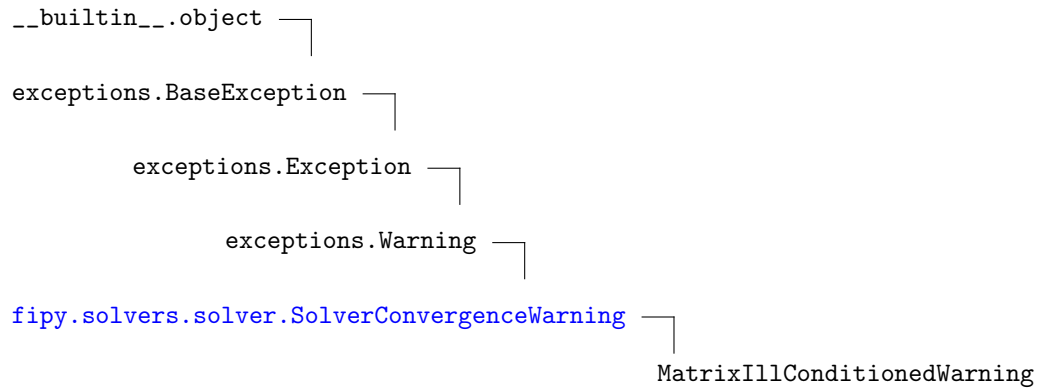 __builtin__.object
exceptions.BaseException
exceptions.Exception
exceptions.Warning
fipy.solvers.solver.SolverConvergenceWarning
MatrixIllConditionedWarning